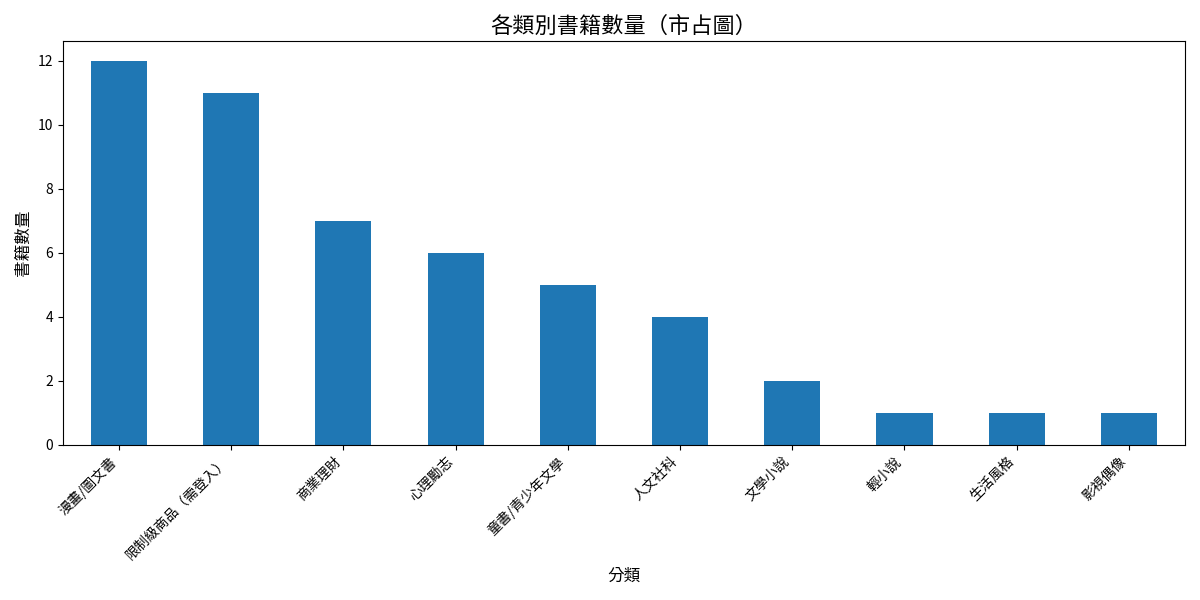 各類別書籍數量（市占圖）
書籍數量
12
10
8
6
4
2
0
漫畫/圖文書
限制級商品（需登入）
商業理財
心理勵志
童書/青少年文學
人文社科
文學小說
輕小說
生活風格
影視偶像
分類